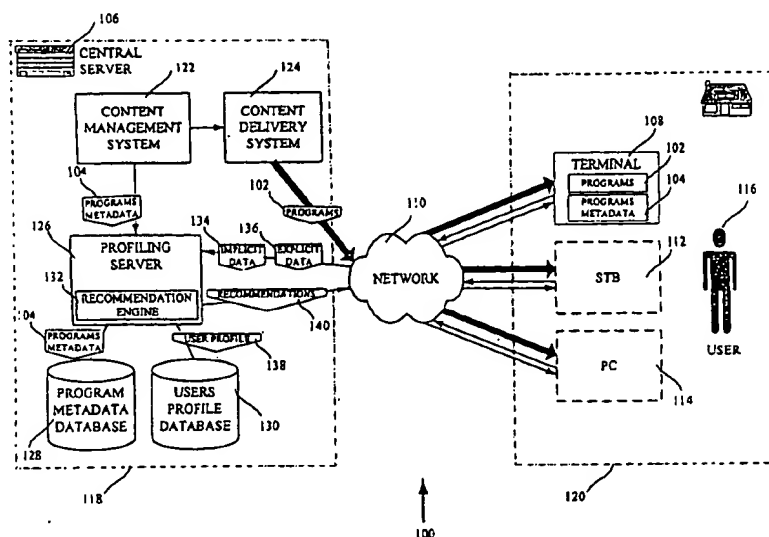 106
CENTRAL
SERVER
122
124
CONTENT
MANAGEMENT
SYSTEM
CONTENT
DELIVERY
SYSTEM
104
PROGRAMS
METADATA
102
PROGRAMS
126
134
136
IMPLICIT
DATA
EXPLICIT
DATA
PROFILING
SERVER
132
RECOMMENDATION
ENGINE
RECOMMENDATIONS
140
104
PROGRAMS
METADATA
USER PROFILE
138
PROGRAM
METADATA
DATABASE
128
USERS
PROFILE
DATABASE
130
118
110
NETWORK
108
TERMINAL
102
PROGRAMS
104
PROGRAMS
METADATA
112
STB
PC
114
116
USER
120
100